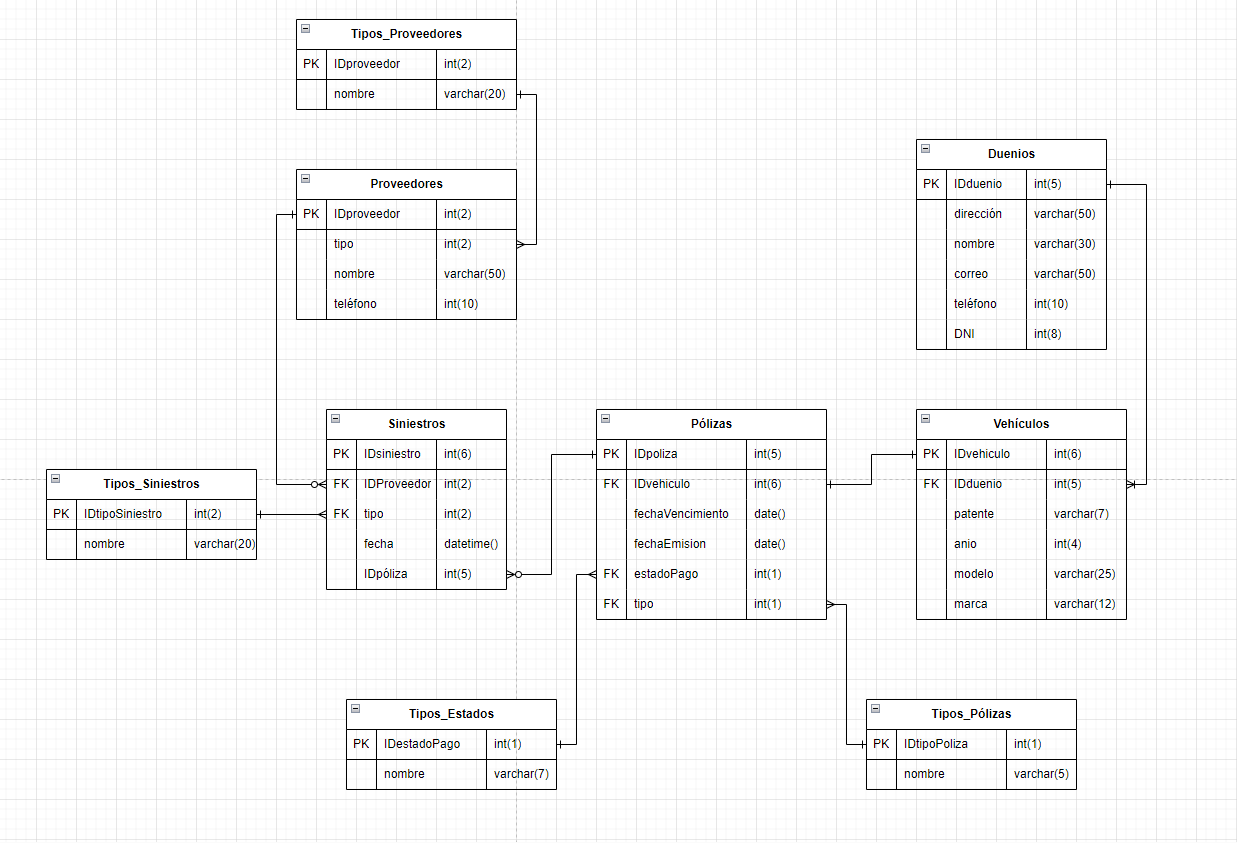 Tipos_Proveedores
PK IDproveedor int(2)
nombre varchar(20)
Proveedores
PK IDproveedor int(2)
tipo int(2)
nombre varchar(50)
teléfono int(10)
Duenios
PK IDduenio int(5)
dirección varchar(50)
nombre varchar(30)
correo varchar(50)
teléfono int(10)
DNI int(8)
Tipos_Siniestros
PK IDtipoSiniestro int(2)
nombre varchar(20)
Siniestros
PK IDsiniestro int(6)
FK IDProveedor int(2)
FK tipo int(2)
fecha datetime()
IDpóliza int(5)
Pólizas
PK IDpoliza int(5)
FK IDvehiculo int(6)
fechaVencimiento date()
fechaEmision date()
FK estadoPago int(1)
FK tipo int(1)
Vehículos
PK IDvehiculo int(6)
FK IDduenio int(5)
patente varchar(7)
anio int(4)
modelo varchar(25)
marca varchar(12)
Tipos_Estados
PK IDestadoPago int(1)
nombre varchar(7)
Tipos_Pólizas
PK IDtipoPoliza int(1)
nombre varchar(5)